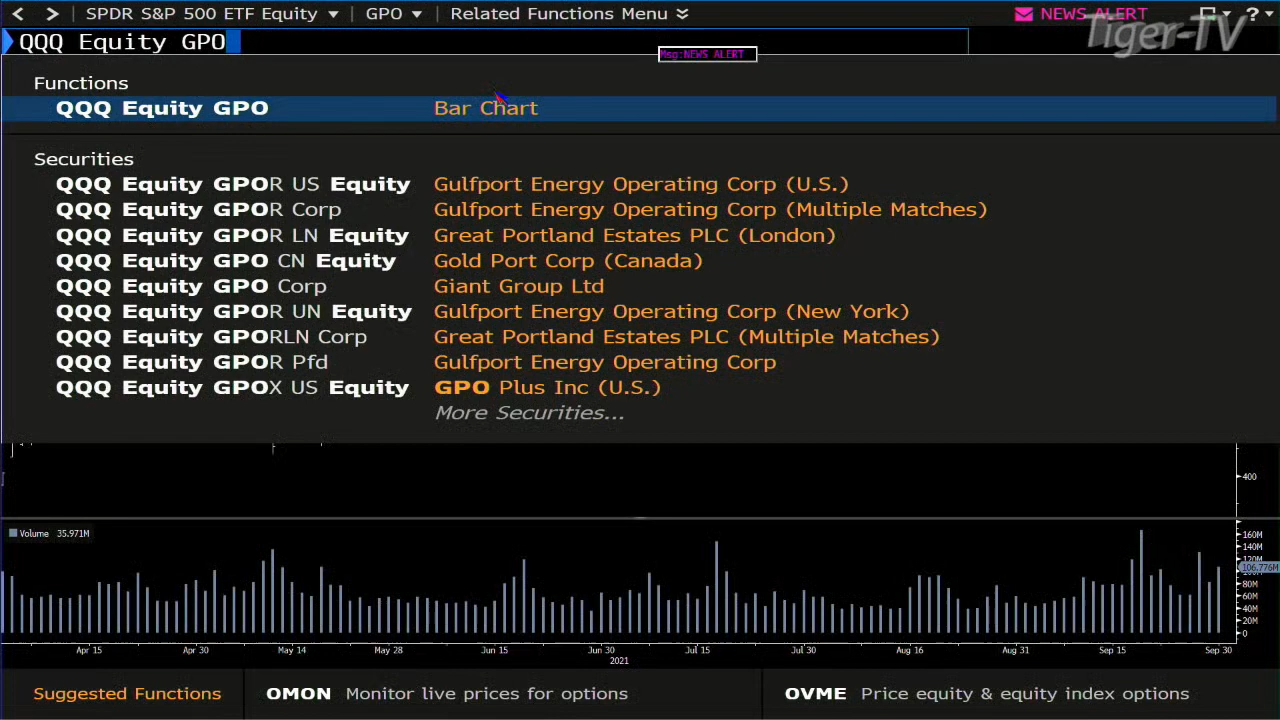 SPDR S&P 500 ETF Equity GPO Related Functions Menu NEWS ALERT ?
Tiger-TV
QQQ Equity GPO
Msg:NEWS ALERT
Functions
QQQ Equity GPO Bar Chart
Securities
QQQ Equity GPOR US Equity Gulfport Energy Operating Corp (U.S.)
QQQ Equity GPOR Corp Gulfport Energy Operating Corp (Multiple Matches)
QQQ Equity GPOR LN Equity Great Portland Estates PLC (London)
QQQ Equity GPO CN Equity Gold Port Corp (Canada)
QQQ Equity GPO Corp Giant Group Ltd
QQQ Equity GPOR UN Equity Gulfport Energy Operating Corp (New York)
QQQ Equity GPORLN Corp Great Portland Estates PLC (Multiple Matches)
QQQ Equity GPOR Pfd Gulfport Energy Operating Corp
QQQ Equity GPOX US Equity GPO Plus Inc (U.S.)
More Securities...
400
Volume 35.971M
160M
140M
120M
106.776M
80M
60M
40M
20M
0
Apr 15 Apr 30 May 14 May 28 Jun 15 Jun 30 Jul 15 Jul 30 Aug 16 Aug 31 Sep 15 Sep 30
2021
Suggested Functions OMON Monitor live prices for options OVME Price equity & equity index options